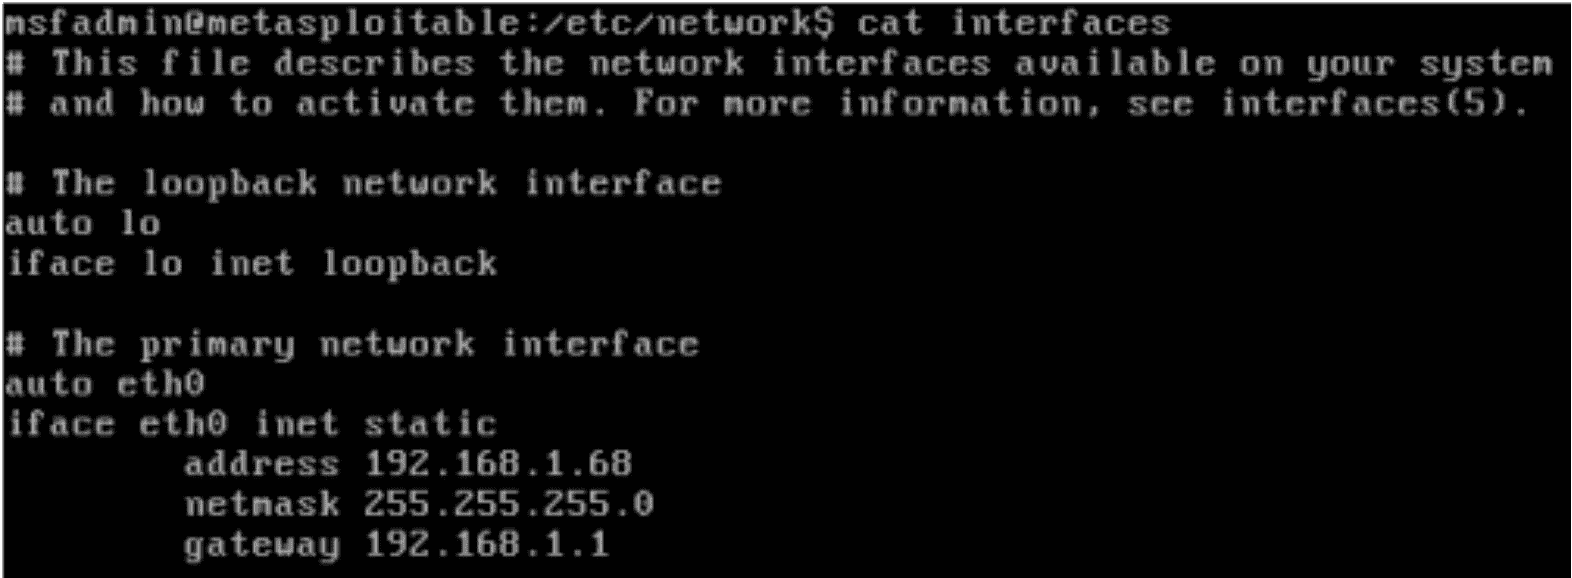 msfadmin@metasploitable:/etc/network$ cat interfaces
# This file describes the network interfaces available on your system
# and how to activate them. For more information, see interfaces(5).
# The loopback network interface
auto lo
iface lo inet loopback
# The primary network interface
auto eth0
iface eth0 inet static
address 192.168.1.68
netmask 255.255.255.0
gateway 192.168.1.1